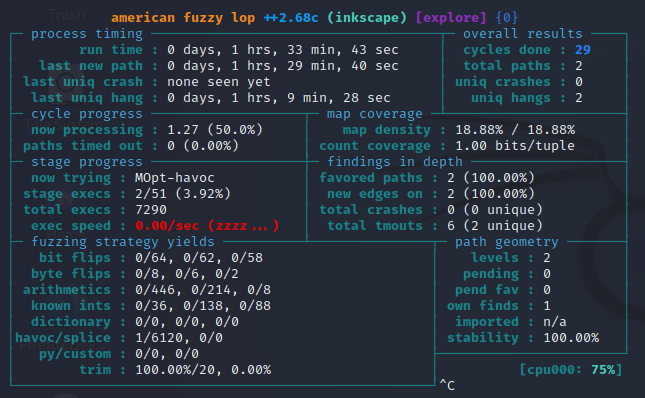 Trash
american fuzzy lop ++2.68c (inkscape) [explore] {0}
process timing
overall results
run time : 0 days, 1 hrs, 33 min, 43 sec
cycles done : 29
last new path : 0 days, 1 hrs, 29 min, 40 sec
total paths : 2
last uniq crash : none seen yet
uniq crashes : 0
last uniq hang : 0 days, 1 hrs, 9 min, 28 sec
uniq hangs : 2
cycle progress
map coverage
now processing : 1.27 (50.0%)
map density : 18.88% / 18.88%
paths timed out : 0 (0.00%)
count coverage : 1.00 bits/tuple
stage progress
findings in depth
now trying : MOpt-havoc
favored paths : 2 (100.00%)
stage execs : 2/51 (3.92%)
new edges on : 2 (100.00%)
total execs : 7290
total crashes : 0 (0 unique)
exec speed : 0.00/sec (zzzz...)
total tmouts : 6 (2 unique)
fuzzing strategy yields
path geometry
bit flips : 0/64, 0/62, 0/58
levels : 2
byte flips : 0/8, 0/6, 0/2
pending : 0
arithmetics : 0/446, 0/214, 0/8
pend fav : 0
known ints : 0/36, 0/138, 0/88
own finds : 1
dictionary : 0/0, 0/0, 0/0
imported : n/a
havoc/splice : 1/6120, 0/0
stability : 100.00%
py/custom : 0/0, 0/0
trim : 100.00%/20, 0.00%
[cpu000: 75%]
^C